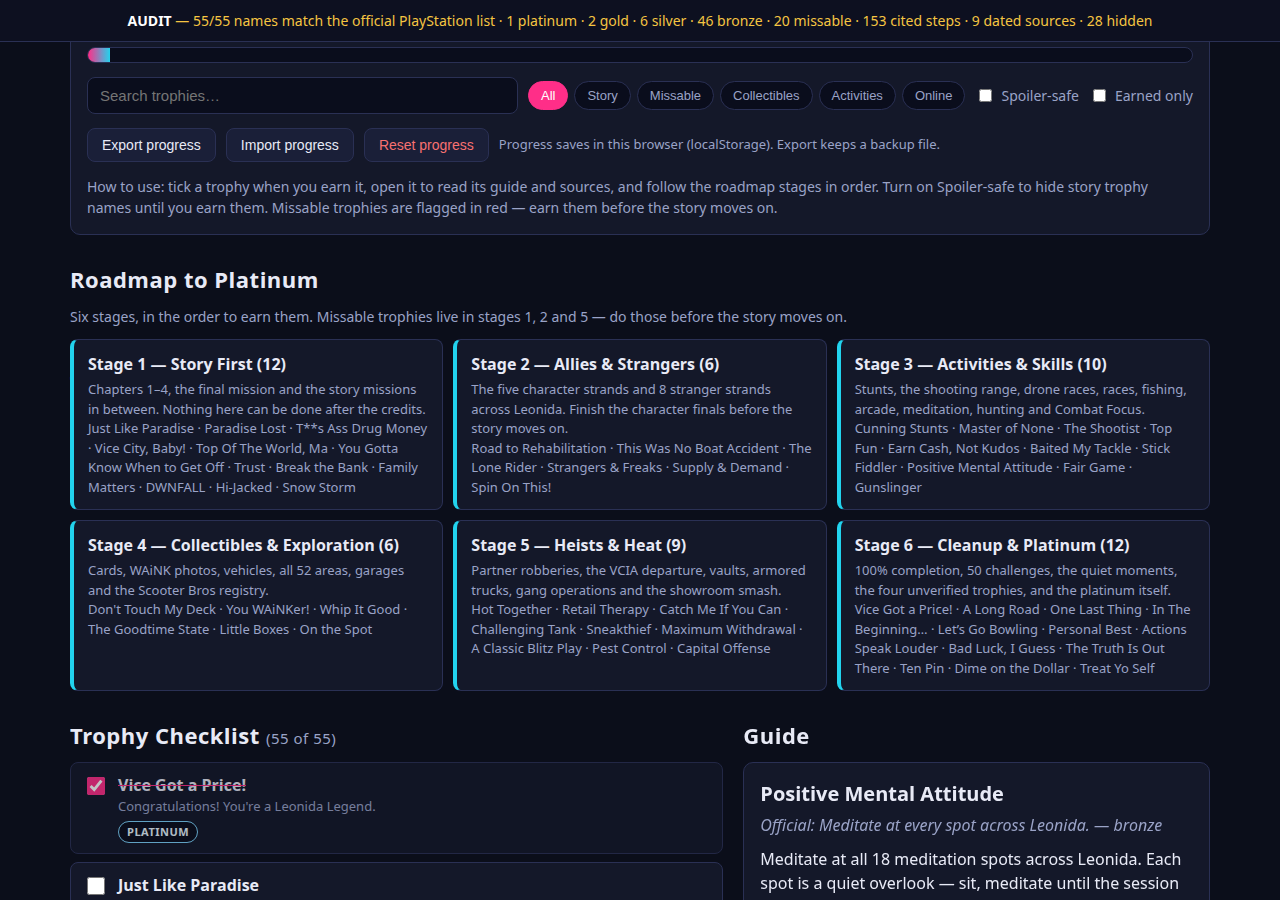 AUDIT — 55/55 names match the official PlayStation list · 1 platinum · 2 gold · 6 silver · 46 bronze · 20 missable · 153 cited steps · 9 dated sources · 28 hidden
Search trophies…
All
Story
Missable
Collectibles
Activities
Online
Spoiler-safe
Earned only
Export progress
Import progress
Reset progress
Progress saves in this browser (localStorage). Export keeps a backup file.
How to use: tick a trophy when you earn it, open it to read its guide and sources, and follow the roadmap stages in order. Turn on Spoiler-safe to hide story trophy
names until you earn them. Missable trophies are flagged in red — earn them before the story moves on.
Roadmap to Platinum
Six stages, in the order to earn them. Missable trophies live in stages 1, 2 and 5 — do those before the story moves on.
Stage 1 — Story First (12)
Chapters 1–4, the final mission and the story missions
in between. Nothing here can be done after the credits.
Just Like Paradise · Paradise Lost · T**s Ass Drug Money
· Vice City, Baby! · Top Of The World, Ma · You Gotta
Know When to Get Off · Trust · Break the Bank · Family
Matters · DWNFALL · Hi-Jacked · Snow Storm
Stage 2 — Allies & Strangers (6)
The five character strands and 8 stranger strands
across Leonida. Finish the character finals before the
story moves on.
Road to Rehabilitation · This Was No Boat Accident · The
Lone Rider · Strangers & Freaks · Supply & Demand ·
Spin On This!
Stage 3 — Activities & Skills (10)
Stunts, the shooting range, drone races, races, fishing,
arcade, meditation, hunting and Combat Focus.
Cunning Stunts · Master of None · The Shootist · Top
Fun · Earn Cash, Not Kudos · Baited My Tackle · Stick
Fiddler · Positive Mental Attitude · Fair Game ·
Gunslinger
Stage 4 — Collectibles & Exploration (6)
Cards, WAiNK photos, vehicles, all 52 areas, garages
and the Scooter Bros registry.
Don't Touch My Deck · You WAiNKer! · Whip It Good ·
The Goodtime State · Little Boxes · On the Spot
Stage 5 — Heists & Heat (9)
Partner robberies, the VCIA departure, vaults, armored
trucks, gang operations and the showroom smash.
Hot Together · Retail Therapy · Catch Me If You Can ·
Challenging Tank · Sneakthief · Maximum Withdrawal ·
A Classic Blitz Play · Pest Control · Capital Offense
Stage 6 — Cleanup & Platinum (12)
100% completion, 50 challenges, the quiet moments,
the four unverified trophies, and the platinum itself.
Vice Got a Price! · A Long Road · One Last Thing · In The
Beginning… · Let’s Go Bowling · Personal Best · Actions
Speak Louder · Bad Luck, I Guess · The Truth Is Out
There · Ten Pin · Dime on the Dollar · Treat Yo Self
Trophy Checklist (55 of 55)
Vice Got a Price!
Congratulations! You're a Leonida Legend.
PLATINUM
Just Like Paradise
Guide
Positive Mental Attitude
Official: Meditate at every spot across Leonida. — bronze
Meditate at all 18 meditation spots across Leonida. Each
spot is a quiet overlook — sit, meditate until the session